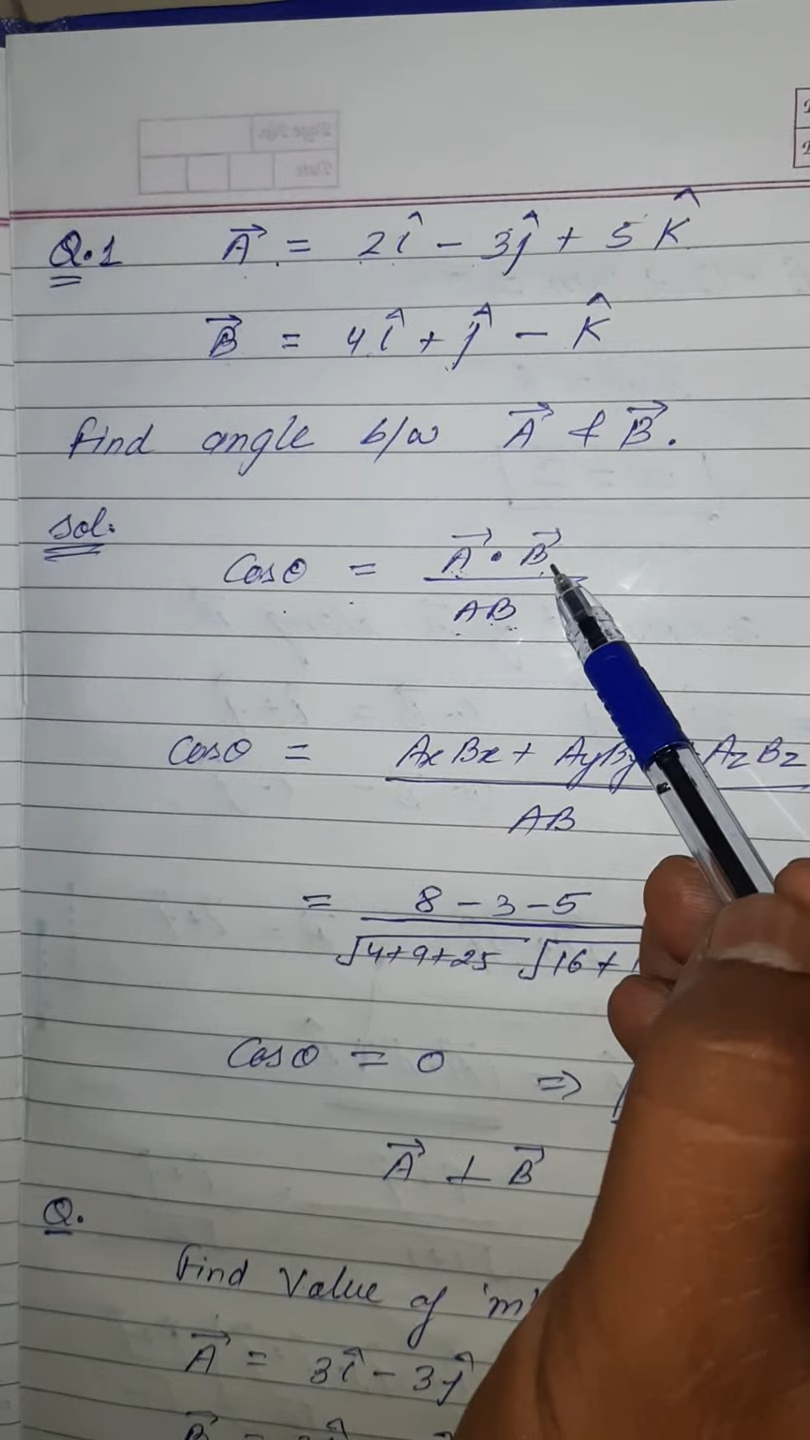 Q.1 A⃗ = 2î - 3ĵ + 5K̂
B⃗ = 4î + ĵ - K̂
find angle b/w A⃗ & B⃗.
Sol.
Cosθ = A⃗ · B⃗
AB
Cosθ = AxBx + AyBy AzBz
AB
= 8 - 3 - 5
√4+9+25 √16+1
Cosθ = 0 ⇒
A⃗ ⊥ B⃗
Q.
Find Value of 'm'
A⃗ = 3î - 3ĵ